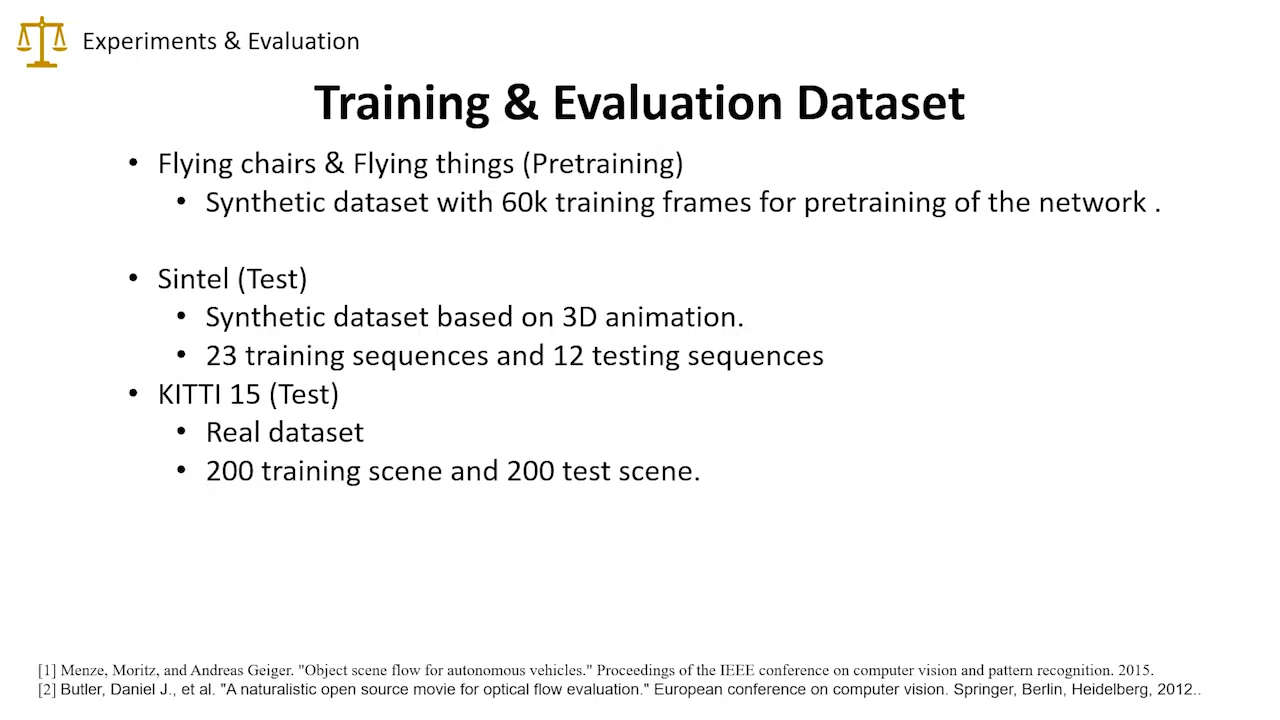 Experiments & Evaluation
Training & Evaluation Dataset
• Flying chairs & Flying things (Pretraining)
• Synthetic dataset with 60k training frames for pretraining of the network .
• Sintel (Test)
• Synthetic dataset based on 3D animation.
• 23 training sequences and 12 testing sequences
• KITTI 15 (Test)
• Real dataset
• 200 training scene and 200 test scene.
[1] Menze, Moritz, and Andreas Geiger. "Object scene flow for autonomous vehicles." Proceedings of the IEEE conference on computer vision and pattern recognition. 2015.
[2] Butler, Daniel J., et al. "A naturalistic open source movie for optical flow evaluation." European conference on computer vision. Springer, Berlin, Heidelberg, 2012..